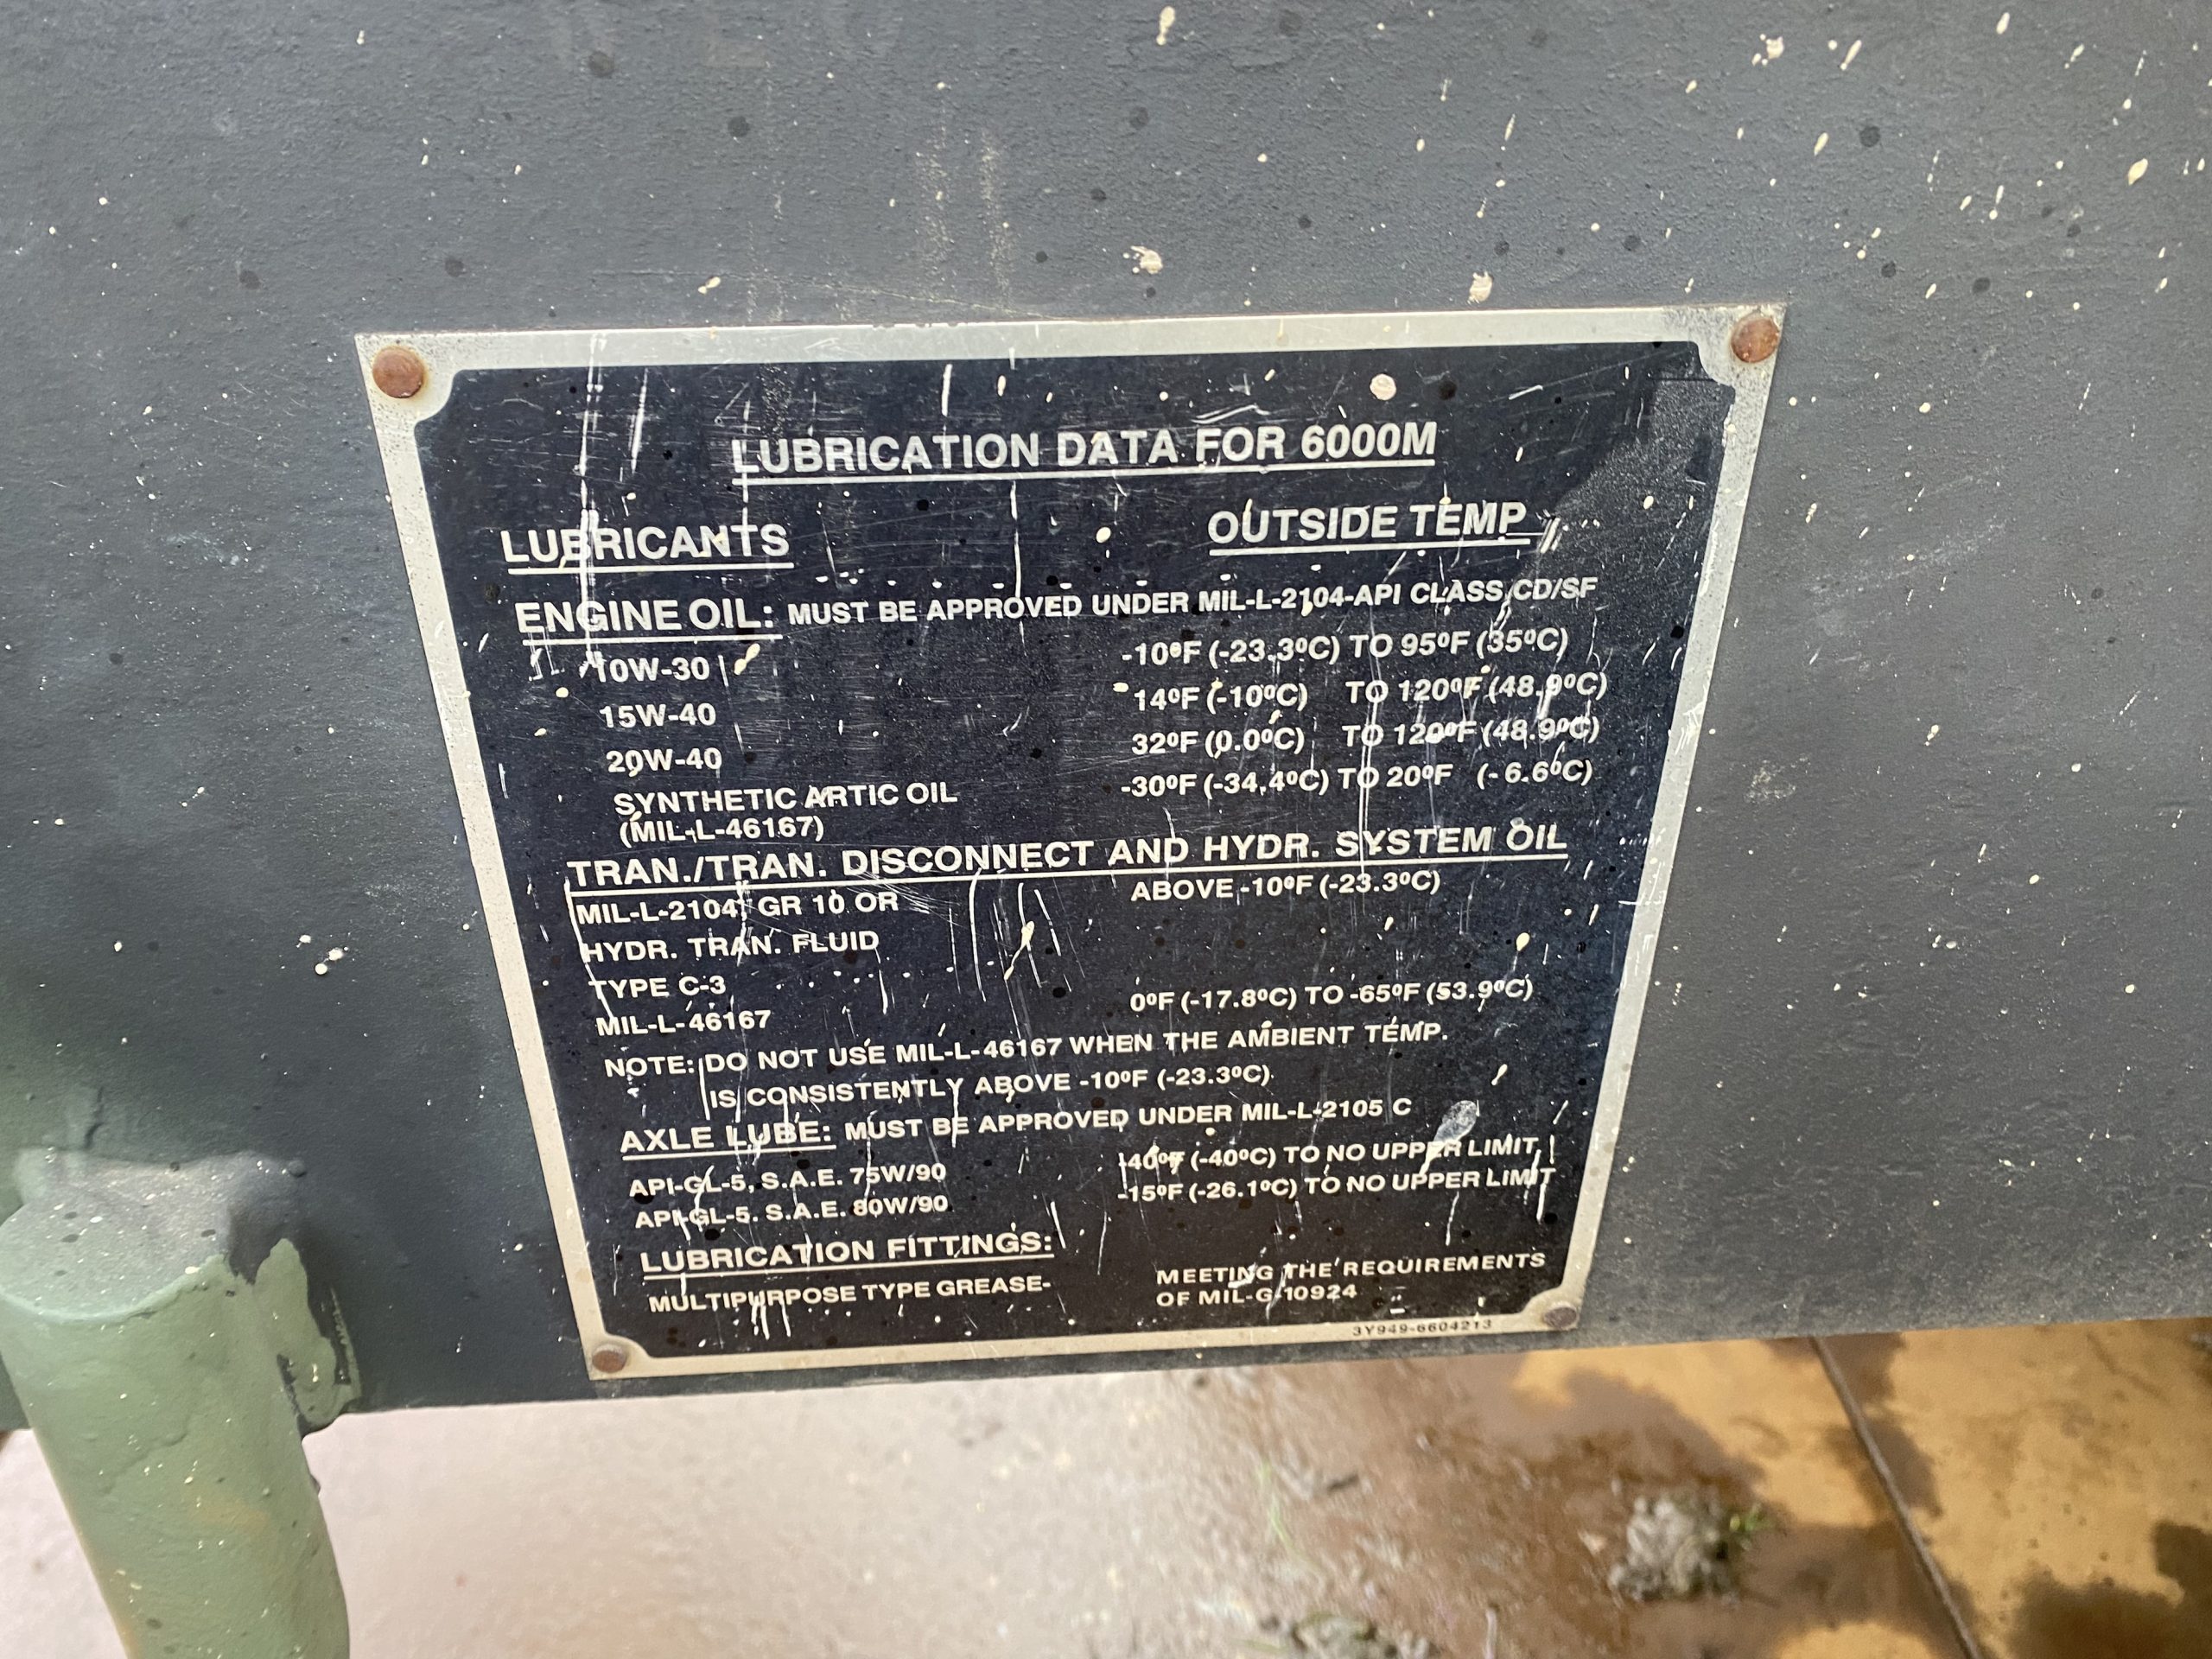 LUBRICATION DATA FOR 6000M
LUBRICANTS OUTSIDE TEMP
ENGINE OIL: MUST BE APPROVED UNDER MIL-L-2104-API CLASS CD/SF
10W-30 -10ºF (-23.3ºC) TO 95ºF (35ºC)
15W-40 14ºF (-10ºC) TO 120ºF (48.9ºC)
20W-40 32ºF (0.0ºC) TO 120ºF (48.9ºC)
SYNTHETIC ARTIC OIL -30ºF (-34.4ºC) TO 20ºF (-6.6ºC)
(MIL-L-46167)
TRAN./TRAN. DISCONNECT AND HYDR. SYSTEM OIL
MIL-L-2104, GR 10 OR ABOVE -10ºF (-23.3ºC)
HYDR. TRAN. FLUID
TYPE C-3
MIL-L-46167 0ºF (-17.8ºC) TO -65ºF (53.9ºC)
NOTE: DO NOT USE MIL-L-46167 WHEN THE AMBIENT TEMP.
IS CONSISTENTLY ABOVE -10ºF (-23.3ºC).
AXLE LUBE: MUST BE APPROVED UNDER MIL-L-2105 C
API-GL-5, S.A.E. 75W/90 -40ºF (-40ºC) TO NO UPPER LIMIT
API-GL-5. S.A.E. 80W/90 -15ºF (-26.1ºC) TO NO UPPER LIMIT
LUBRICATION FITTINGS:
MULTIPURPOSE TYPE GREASE- MEETING THE REQUIREMENTS
OF MIL-G-10924
3Y949-6604213